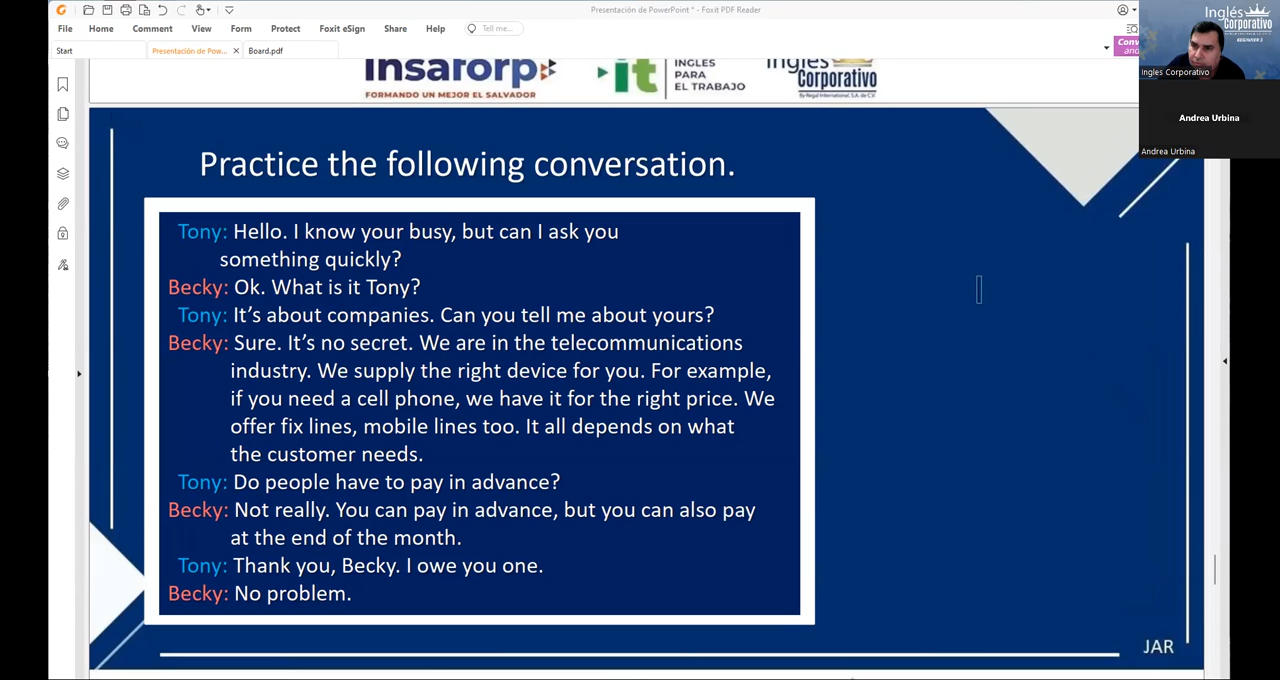 Presentación de PowerPoint * - Foxit PDF Reader
File Home Comment View Form Protect Foxit eSign Share Help Tell me...
Start Presentación de Pow... × Board.pdf
Insaforp
FORMANDO UN MEJOR EL SALVADOR
it
INGLES
PARA
EL TRABAJO
Inglés
Corporativo
By Regal International, S.A. de C.V.
Practice the following conversation.
Tony: Hello. I know your busy, but can I ask you
something quickly?
Becky: Ok. What is it Tony?
Tony: It's about companies. Can you tell me about yours?
Becky: Sure. It's no secret. We are in the telecommunications
industry. We supply the right device for you. For example,
if you need a cell phone, we have it for the right price. We
offer fix lines, mobile lines too. It all depends on what
the customer needs.
Tony: Do people have to pay in advance?
Becky: Not really. You can pay in advance, but you can also pay
at the end of the month.
Tony: Thank you, Becky. I owe you one.
Becky: No problem.
JAR
Inglés
Corporativo
BEGINNER 3
Ingles Corporativo
Andrea Urbina
Andrea Urbina